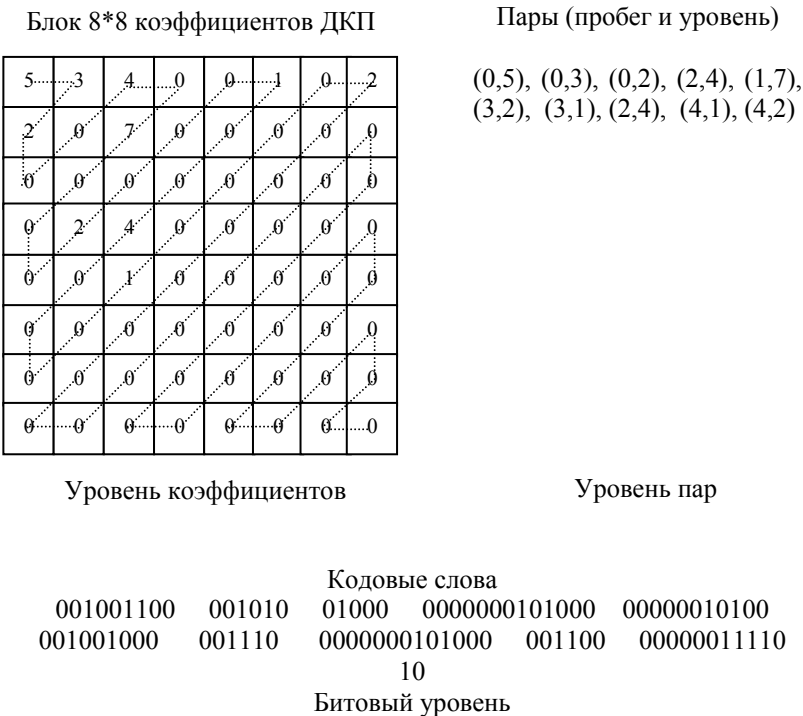 Блок 8*8 коэффициентов ДКП
Пары (пробег и уровень)
5 3 4 0 0 1 0 2
2 0 7 0 0 0 0 0
0 0 0 0 0 0 0 0
0 2 4 0 0 0 0 0
0 0 1 0 0 0 0 0
0 0 0 0 0 0 0 0
0 0 0 0 0 0 0 0
0 0 0 0 0 0 0 0
(0,5), (0,3), (0,2), (2,4), (1,7),
(3,2), (3,1), (2,4), (4,1), (4,2)
Уровень коэффициентов
Уровень пар
Кодовые слова
001001100 001010 01000 0000000101000 00000010100
001001000 001110 0000000101000 001100 00000011110
10
Битовый уровень